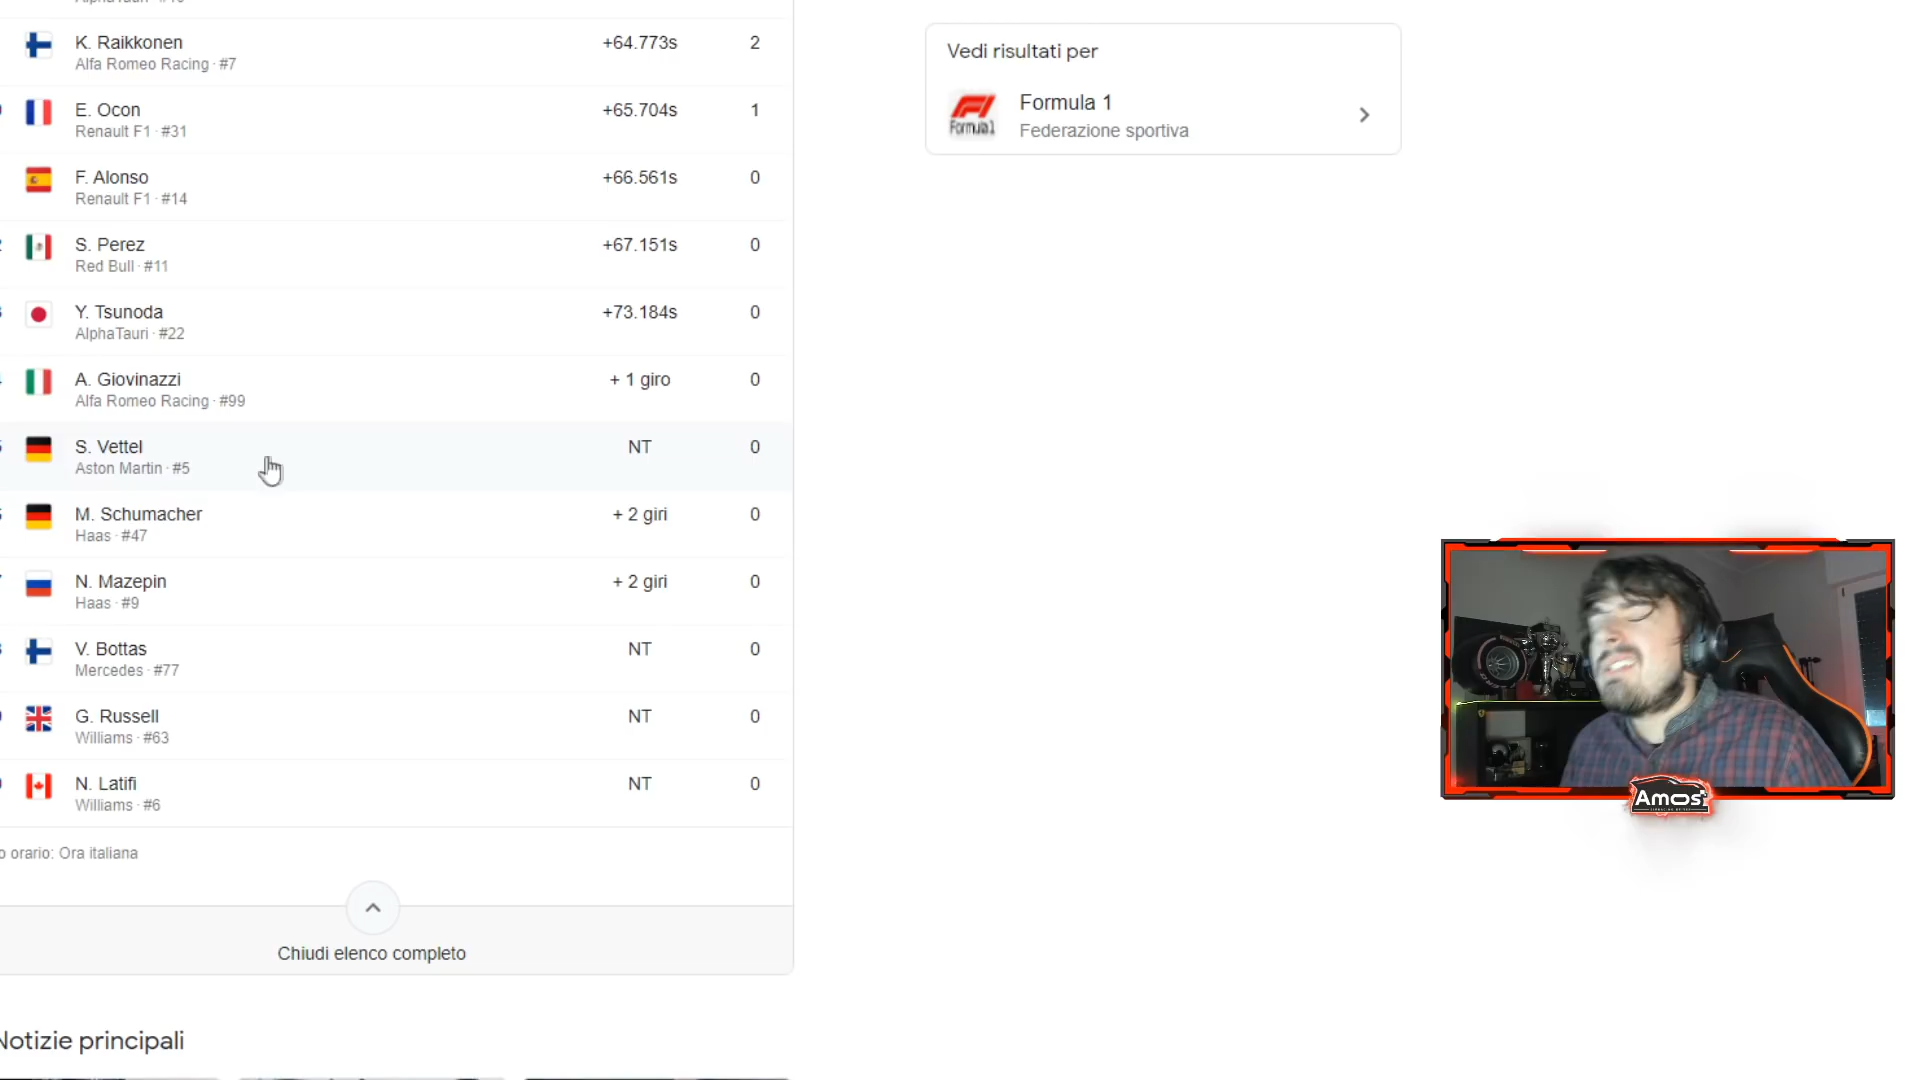 K. Raikkonen +64.773s 2
Alfa Romeo Racing · #7
E. Ocon +65.704s 1
Renault F1 · #31
F. Alonso +66.561s 0
Renault F1 · #14
S. Perez +67.151s 0
Red Bull · #11
Y. Tsunoda +73.184s 0
AlphaTauri · #22
A. Giovinazzi + 1 giro 0
Alfa Romeo Racing · #99
S. Vettel NT 0
Aston Martin · #5
M. Schumacher + 2 giri 0
Haas · #47
N. Mazepin + 2 giri 0
Haas · #9
V. Bottas NT 0
Mercedes · #77
G. Russell NT 0
Williams · #63
N. Latifi NT 0
Williams · #6
o orario: Ora italiana
Chiudi elenco completo
Notizie principali
Vedi risultati per
Formula 1
Federazione sportiva
Formula1
Amos